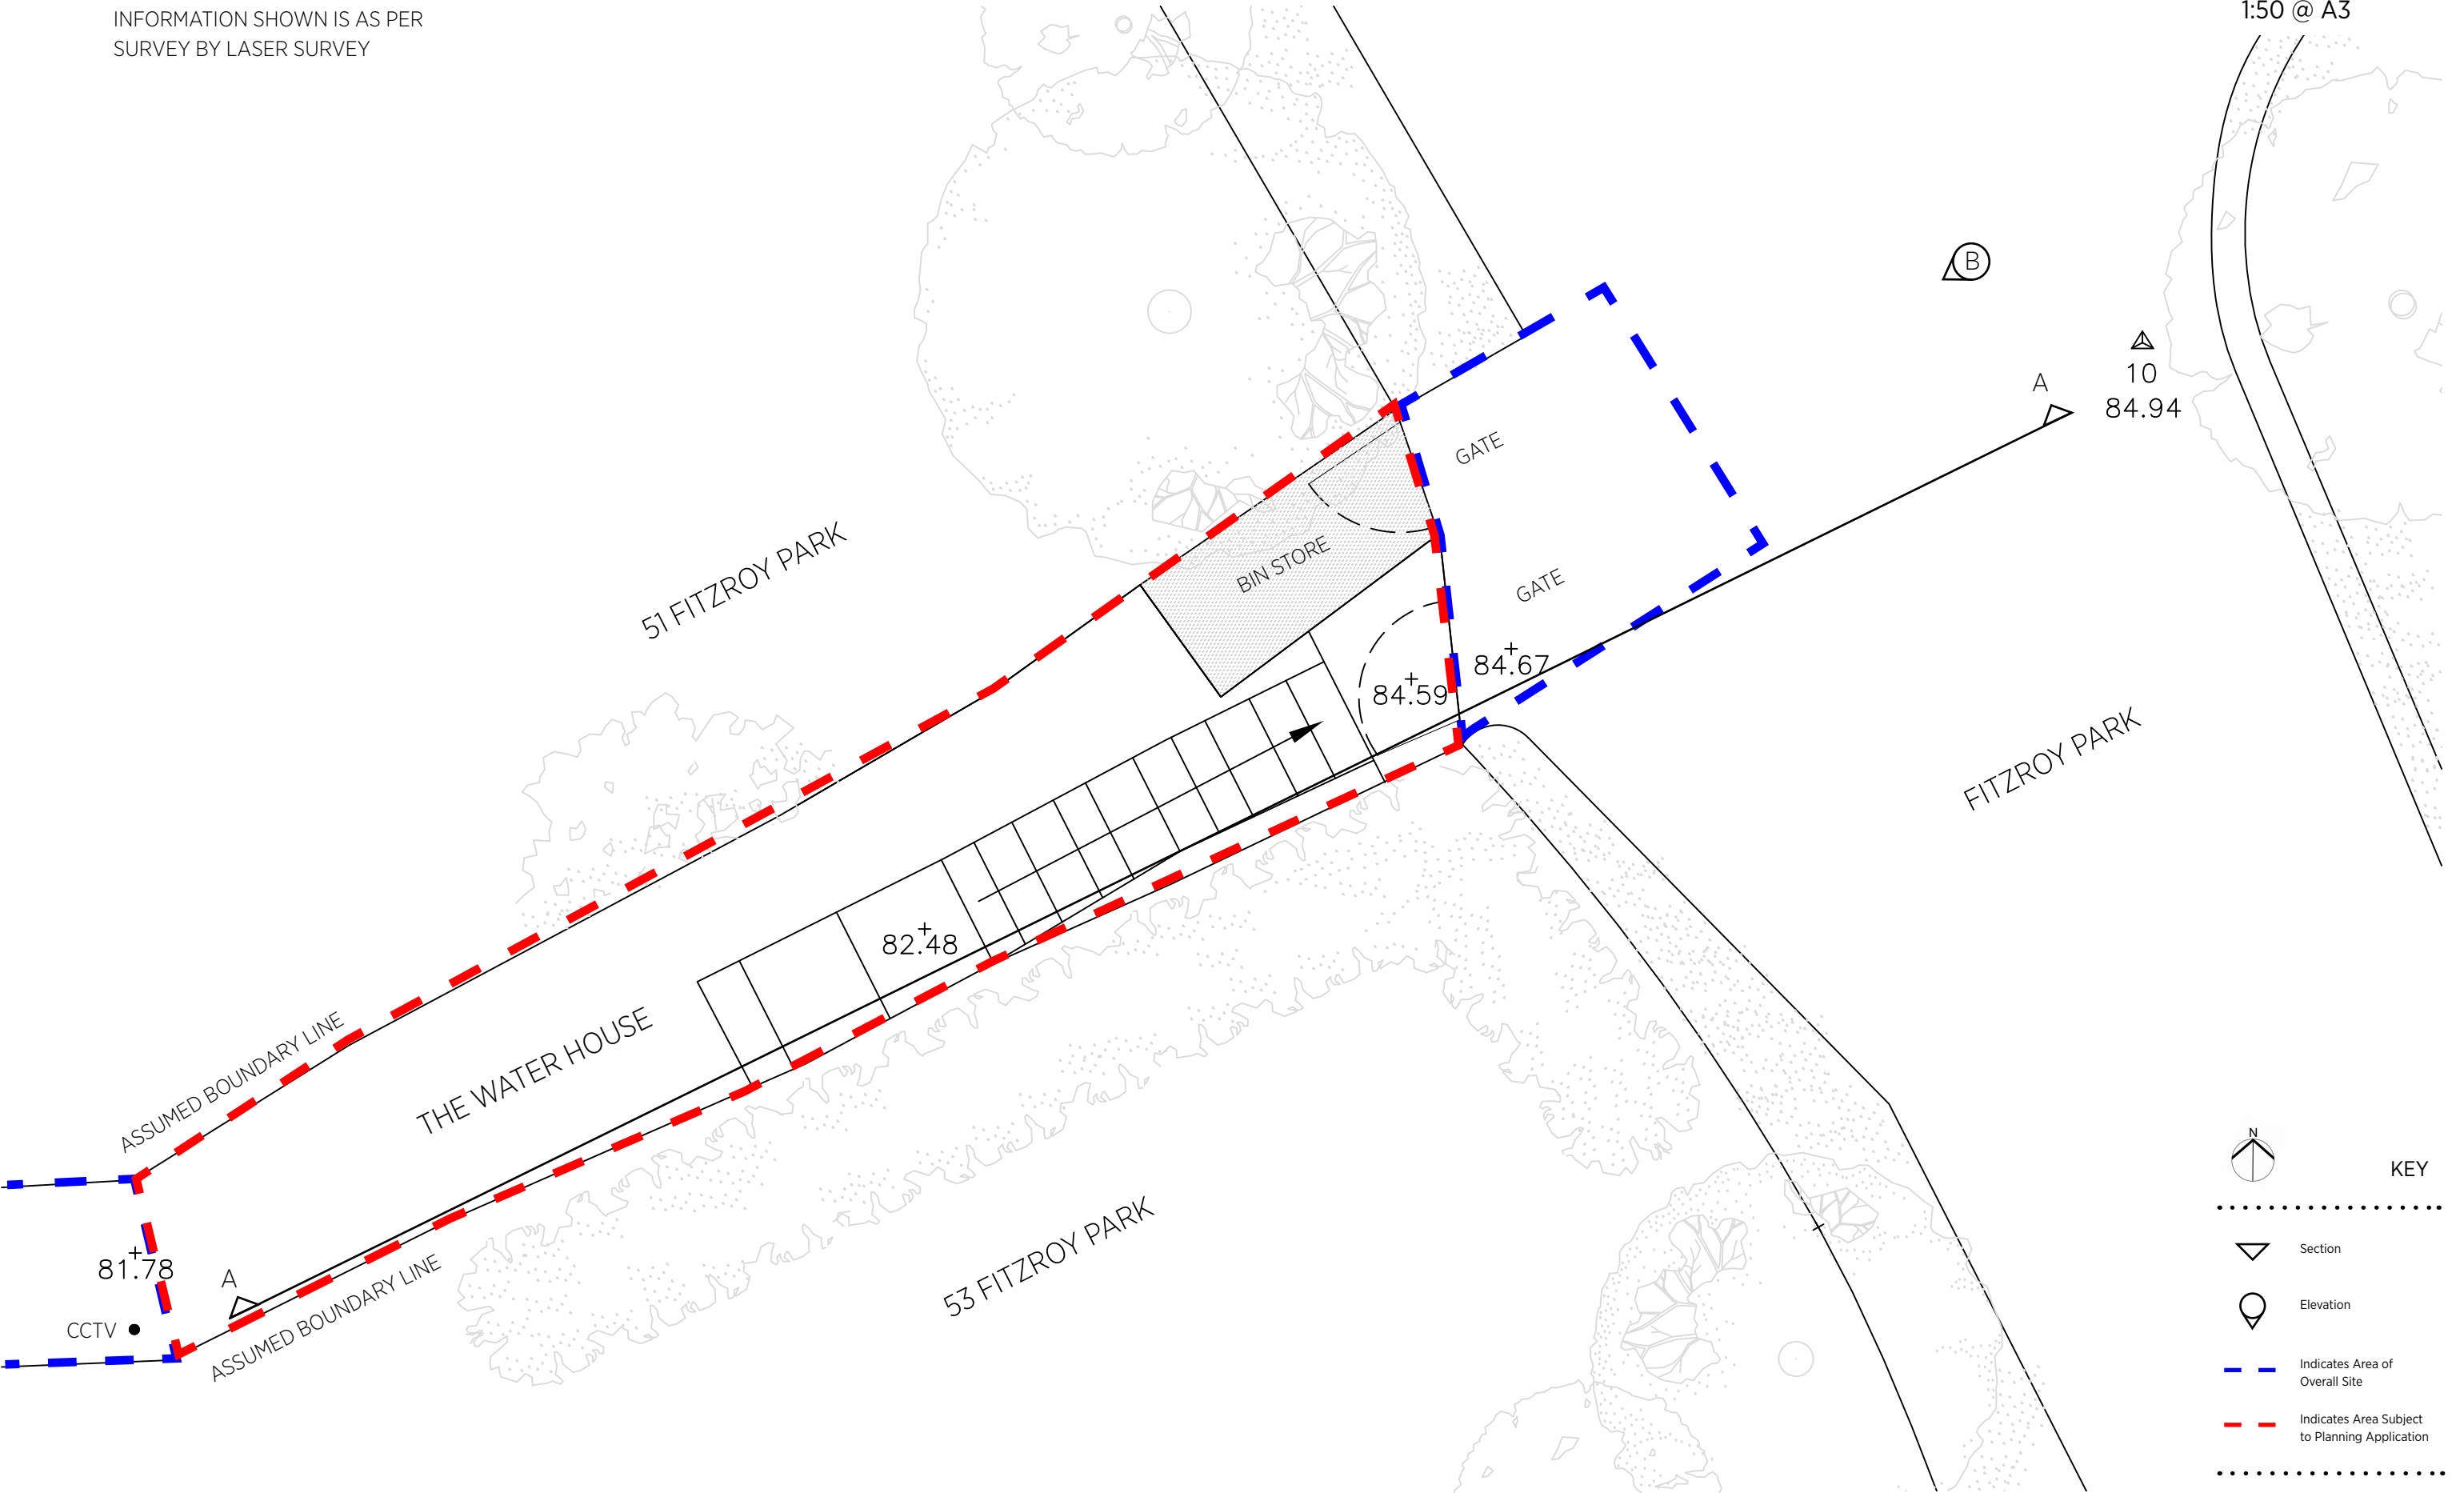 INFORMATION SHOWN IS AS PER
SURVEY BY LASER SURVEY
1:50 @ A3
B
A
10
84.94
GATE
51 FITZROY PARK
BIN STORE
GATE
84.67
84.59
FITZROY PARK
82.48
ASSUMED BOUNDARY LINE
THE WATER HOUSE
81.78
A
CCTV
ASSUMED BOUNDARY LINE
53 FITZROY PARK
N
KEY
Section
Elevation
Indicates Area of
Overall Site
Indicates Area Subject
to Planning Application